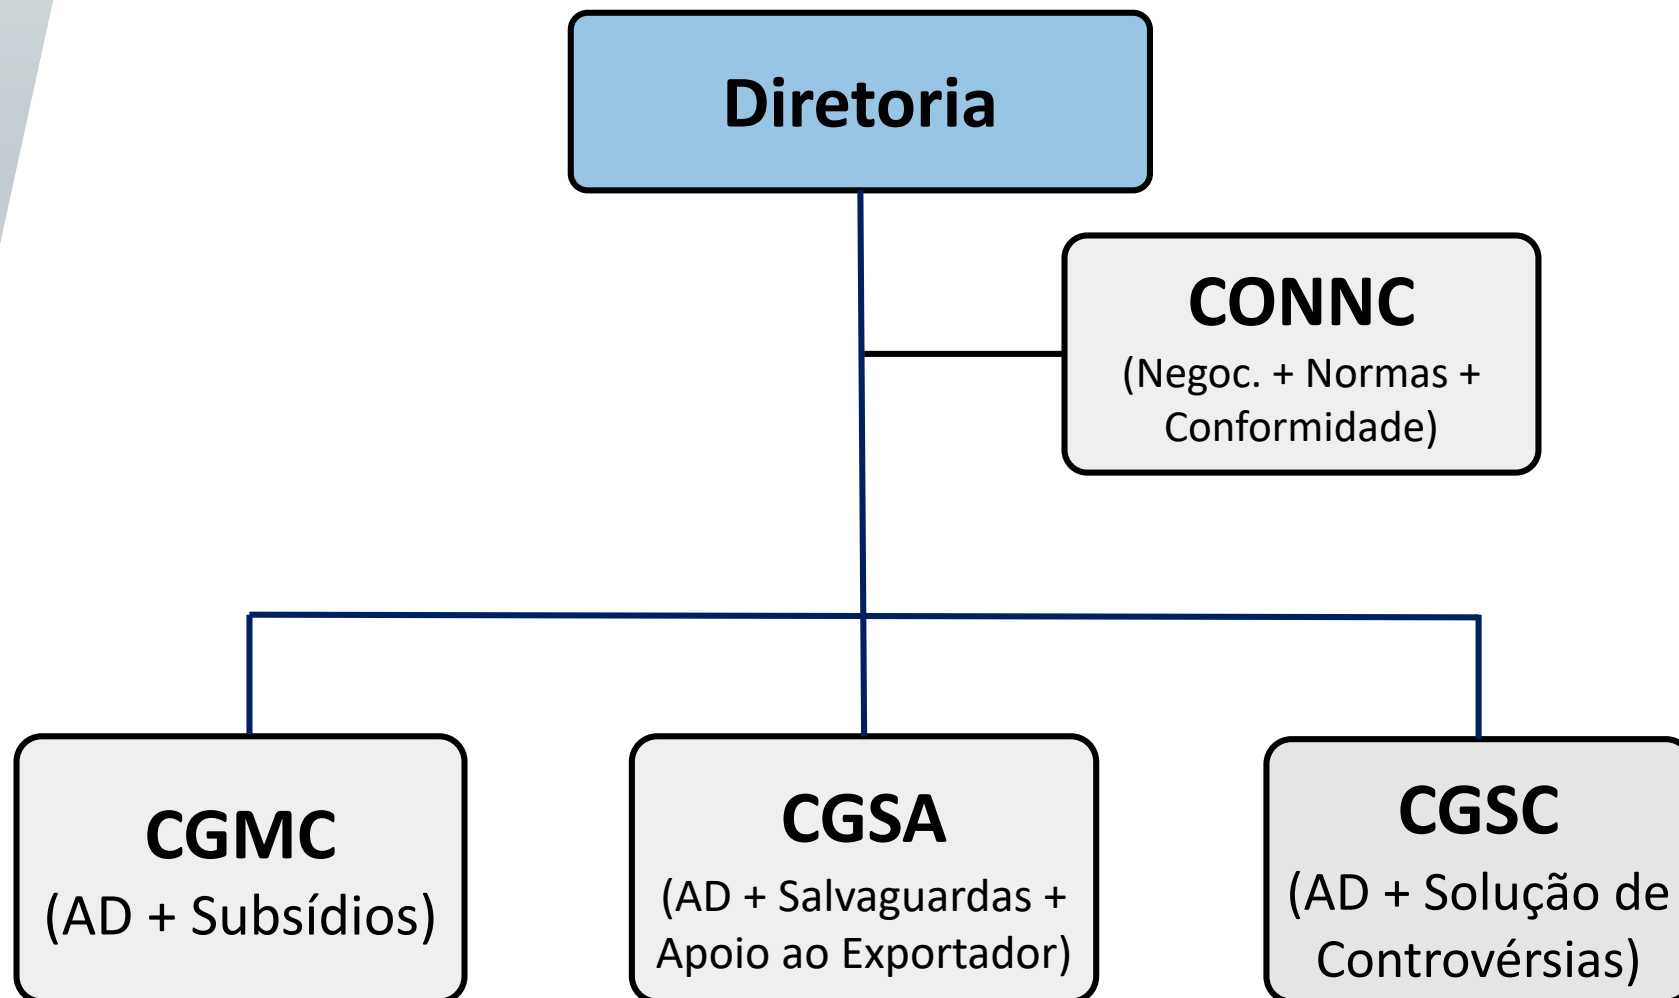 Diretoria
CONNC
(Negoc. + Normas +
Conformidade)
CGMC
(AD + Subsídios)
CGSA
(AD + Salvaguardas +
Apoio ao Exportador)
CGSC
(AD + Solução de
Controvérsias)